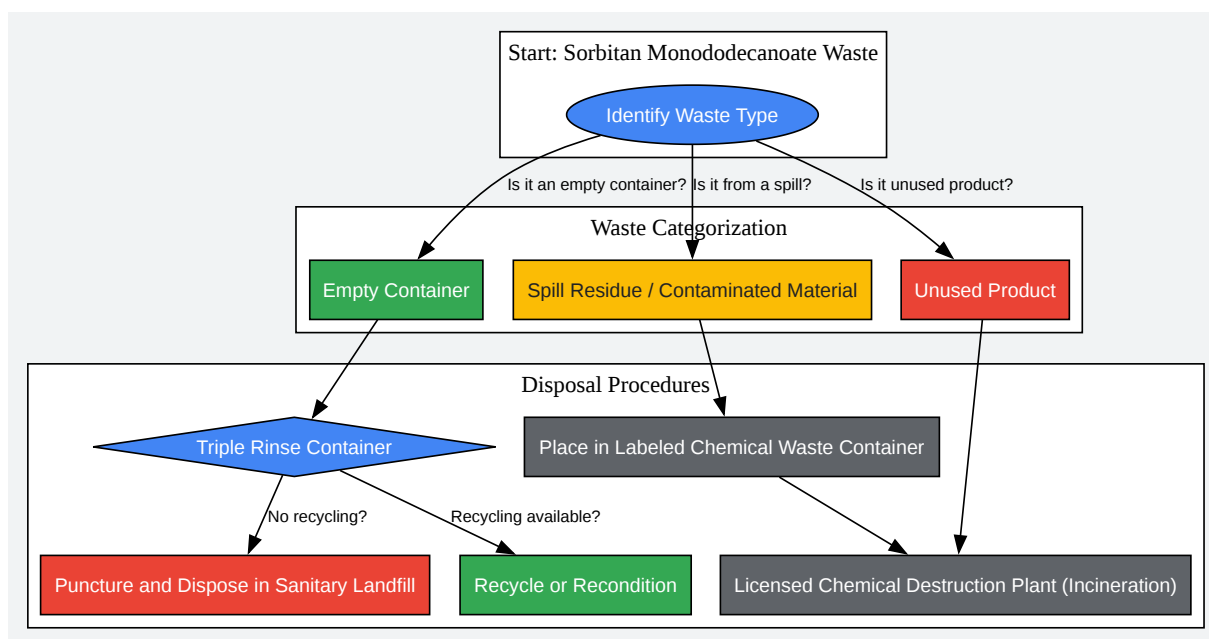 Start: Sorbitan Monododecanoate Waste
Identify Waste Type
Is it an empty container?
Is it from a spill?
Is it unused product?
Waste Categorization
Empty Container
Spill Residue / Contaminated Material
Unused Product
Disposal Procedures
Triple Rinse Container
Place in Labeled Chemical Waste Container
No recycling?
Recycling available?
Puncture and Dispose in Sanitary Landfill
Recycle or Recondition
Licensed Chemical Destruction Plant (Incineration)